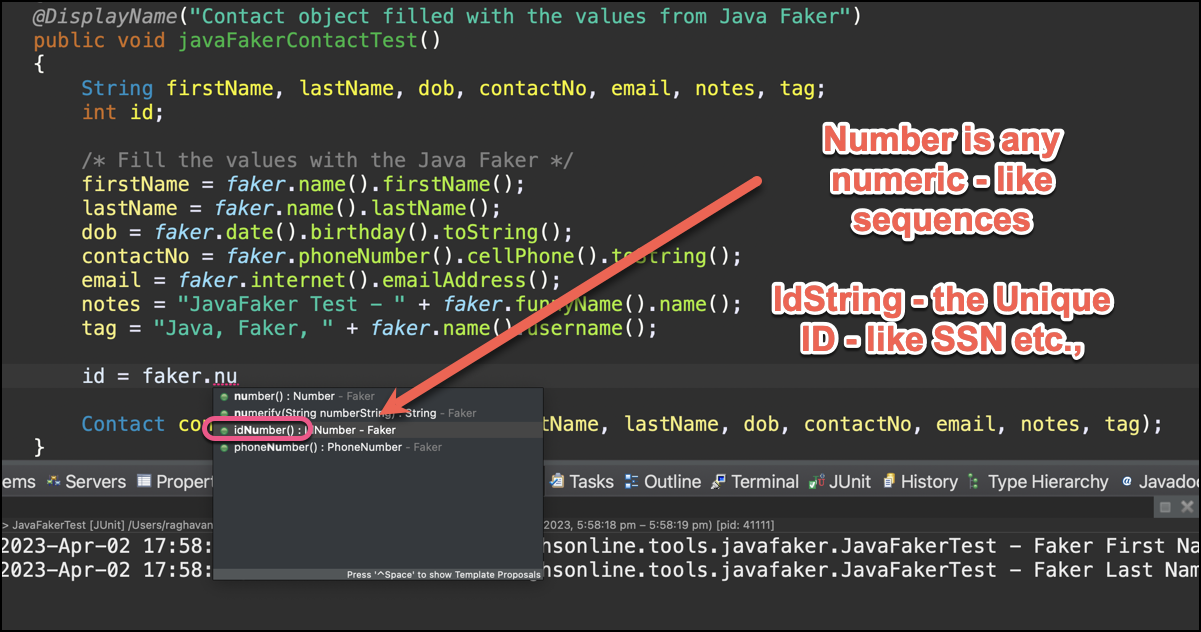 @DisplayName("Contact object filled with the values from Java Faker")
public void javaFakerContactTest()
{
String firstName, lastName, dob, contactNo, email, notes, tag;
int id;
/* Fill the values with the Java Faker */
firstName = faker.name().firstName();
lastName = faker.name().lastName();
dob = faker.date().birthday().toString();
contactNo = faker.phoneNumber().cellPhone().toString();
email = faker.internet().emailAddress();
notes = "JavaFaker Test - " + faker.funnyName().name();
tag = "Java, Faker, " + faker.name().username();
Number is any
numeric - like
sequences
IdString - the Unique
ID - like SSN etc.,
id = faker.nu
number() : Number - Faker
numerify(String numberString) : String - Faker
idNumber() : IdNumber - Faker
phoneNumber() : PhoneNumber - Faker
Press '^Space' to show Template Proposals
Contact co tName, lastName, dob, contactNo, email, notes, tag);
}
ems Servers Propert Tasks Outline Terminal JUnit History Type Hierarchy Javadoc
> JavaFakerTest [JUnit] /Users/raghavan 2023, 5:58:18 pm – 5:58:19 pm) [pid: 41111]
2023-Apr-02 17:58: nsonline.tools.javafaker.JavaFakerTest - Faker First Na
2023-Apr-02 17:58: nsonline.tools.javafaker.JavaFakerTest - Faker Last Nam